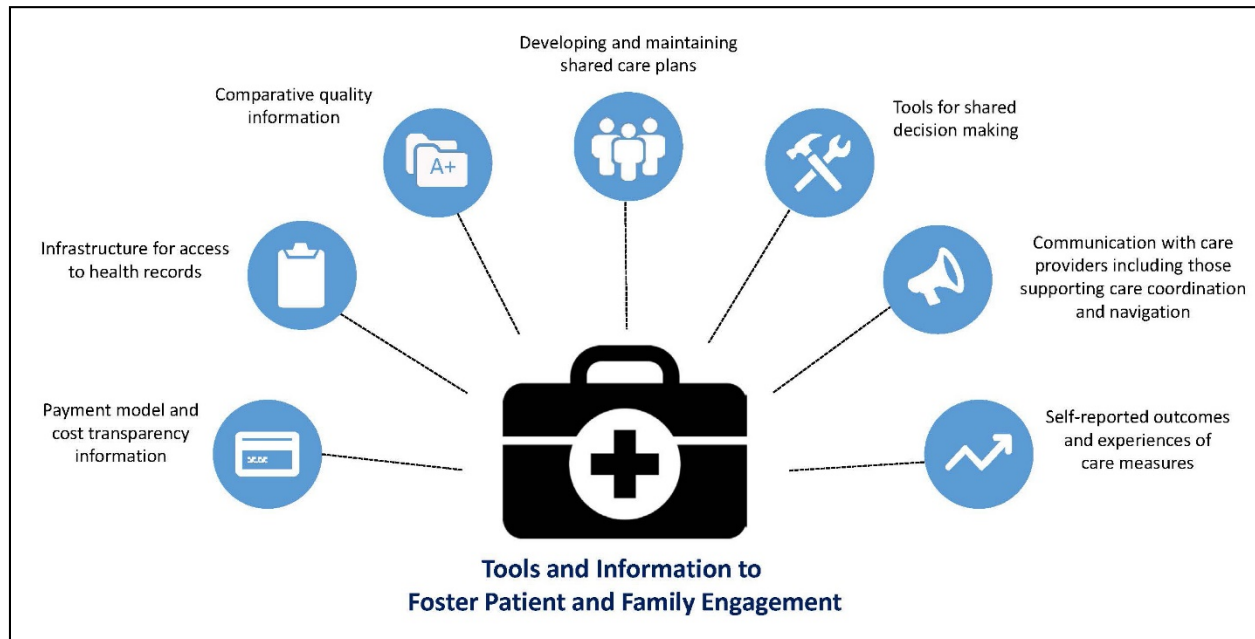 Developing and maintaining
shared care plans
Comparative quality
information
A+
Tools for shared
decision making
Infrastructure for access
to health records
Communication with care
providers including those
supporting care coordination
and navigation
Payment model and
cost transparency
information
Self-reported outcomes
and experiences of
care measures
Tools and Information to
Foster Patient and Family Engagement